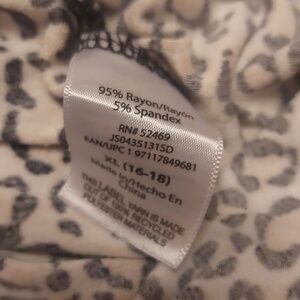 95% Rayon/Rayón
5% Spandex
RN# 52469
JS04351315D
EAN/UPC 1 97117849681
XL (16-18)
Made in/Hecho En
China
THIS LABEL YARN IS MADE
OUT OF 100% RECYCLED
POLYESTER MATERIALS